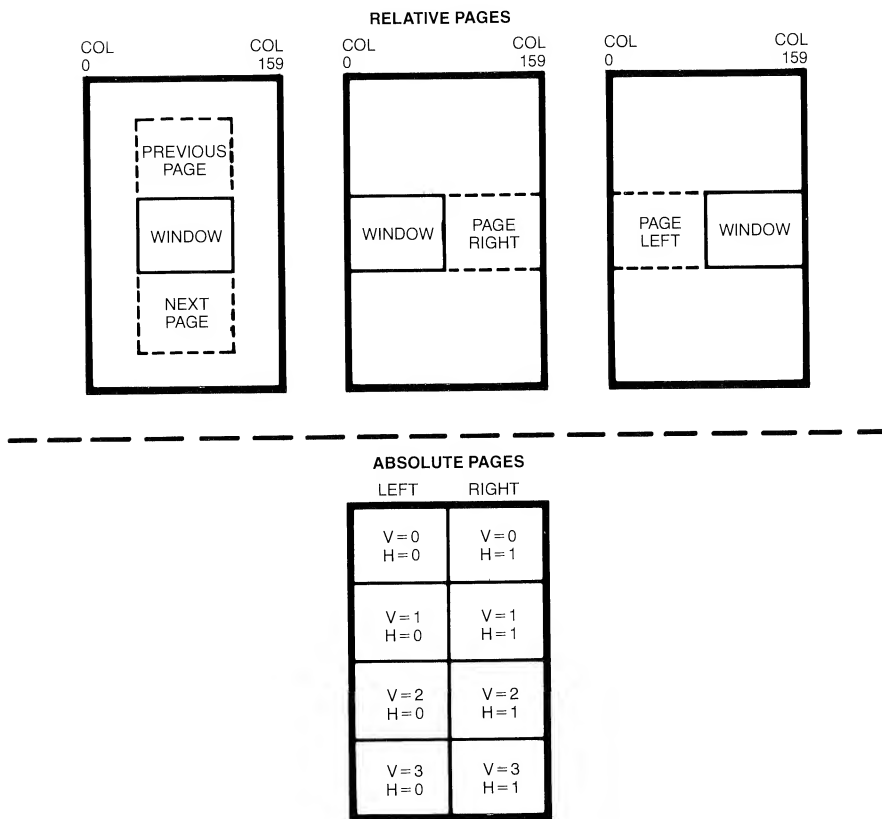 RELATIVE PAGES
COL COL
0 159
PREVIOUS
PAGE
WINDOW
NEXT
PAGE
COL COL
0 159
WINDOW
PAGE
RIGHT
COL COL
0 159
PAGE
LEFT
WINDOW
ABSOLUTE PAGES
LEFT RIGHT
V=0
H=0
V=0
H=1
V=1
H=0
V=1
H=1
V=2
H=0
V=2
H=1
V=3
H=0
V=3
H=1